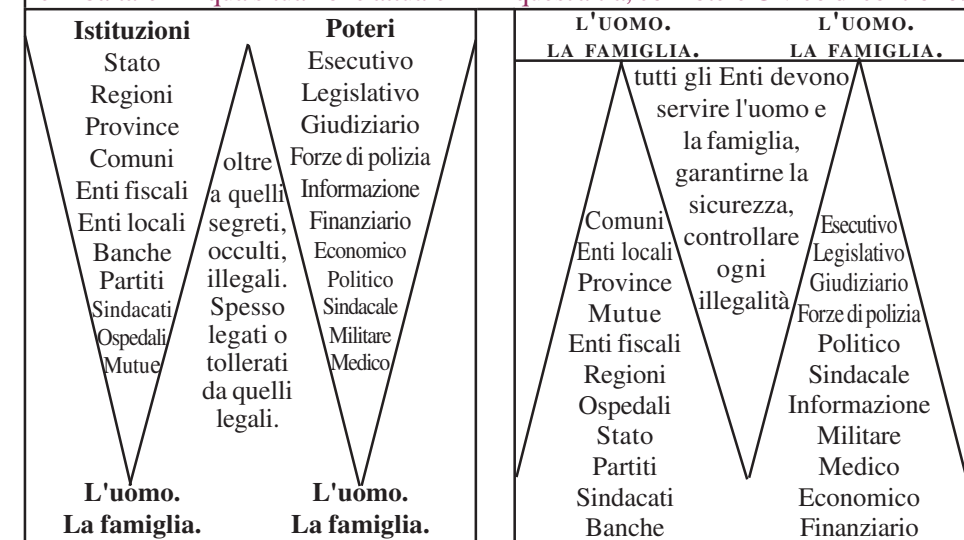 Istituzioni
Stato
Regioni
Province
Comuni
Enti fiscali
Enti locali
Banche
Partiti
Sindacati
Ospedali
Mutue
L'uomo.
La famiglia.
oltre
a quelli
segreti,
occulti,
illegali.
Spesso
legati o
tollerati
da quelli
legali.
Poteri
Esecutivo
Legislativo
Giudiziario
Forze di polizia
Informazione
Finanziario
Economico
Politico
Sindacale
Militare
Medico
L'uomo.
La famiglia.
L'UOMO.
LA FAMIGLIA.
Comuni
Enti locali
Province
Mutue
Enti fiscali
Regioni
Ospedali
Stato
Partiti
Sindacati
Banche
tutti gli Enti devono
servire l'uomo e
la famiglia,
garantirne la
sicurezza,
controllare
ogni
illegalità
L'UOMO.
LA FAMIGLIA.
Esecutivo
Legislativo
Giudiziario
Forze di polizia
Politico
Sindacale
Informazione
Militare
Medico
Economico
Finanziario